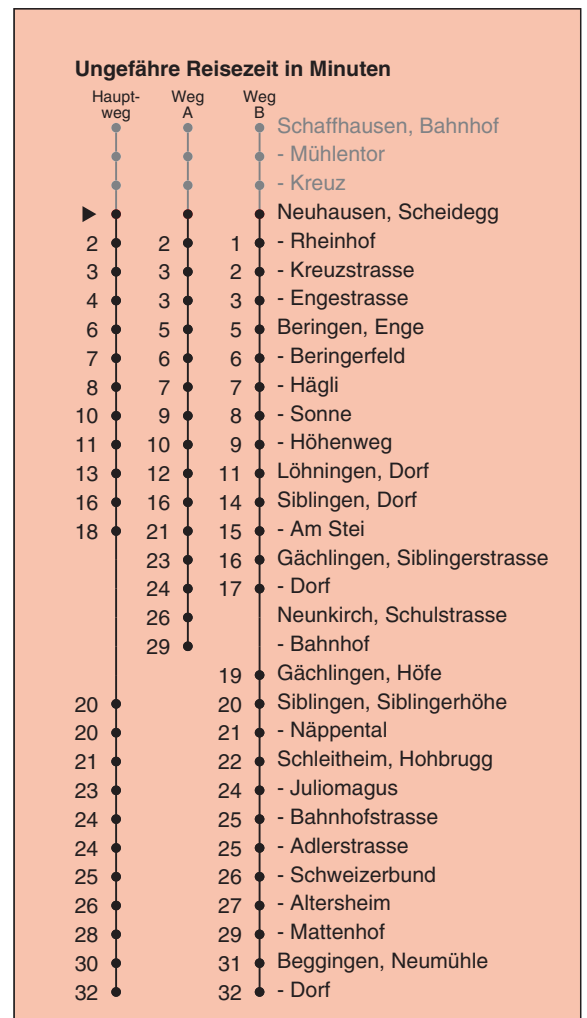 Ungefähre Reisezeit in Minuten
Haupt- Weg Weg
weg A B
Schaffhausen, Bahnhof
- Mühlentor
- Kreuz
Neuhausen, Scheidegg
2 2 1 - Rheinhof
3 3 2 - Kreuzstrasse
4 3 3 - Engestrasse
6 5 5 Beringen, Enge
7 6 6 - Beringerfeld
8 7 7 - Hägli
10 9 8 - Sonne
11 10 9 - Höhenweg
13 12 11 Löhningen, Dorf
16 16 14 Siblingen, Dorf
18 21 15 - Am Stei
23 16 Gächlingen, Siblingerstrasse
24 17 - Dorf
26 Neunkirch, Schulstrasse
29 - Bahnhof
19 Gächlingen, Höfe
20 20 Siblingen, Siblingerhöhe
20 21 - Näppental
21 22 Schleitheim, Hohbrugg
23 24 - Juliomagus
24 25 - Bahnhofstrasse
24 25 - Adlerstrasse
25 26 - Schweizerbund
26 27 - Altersheim
28 29 - Mattenhof
30 31 Beggingen, Neumühle
32 32 - Dorf